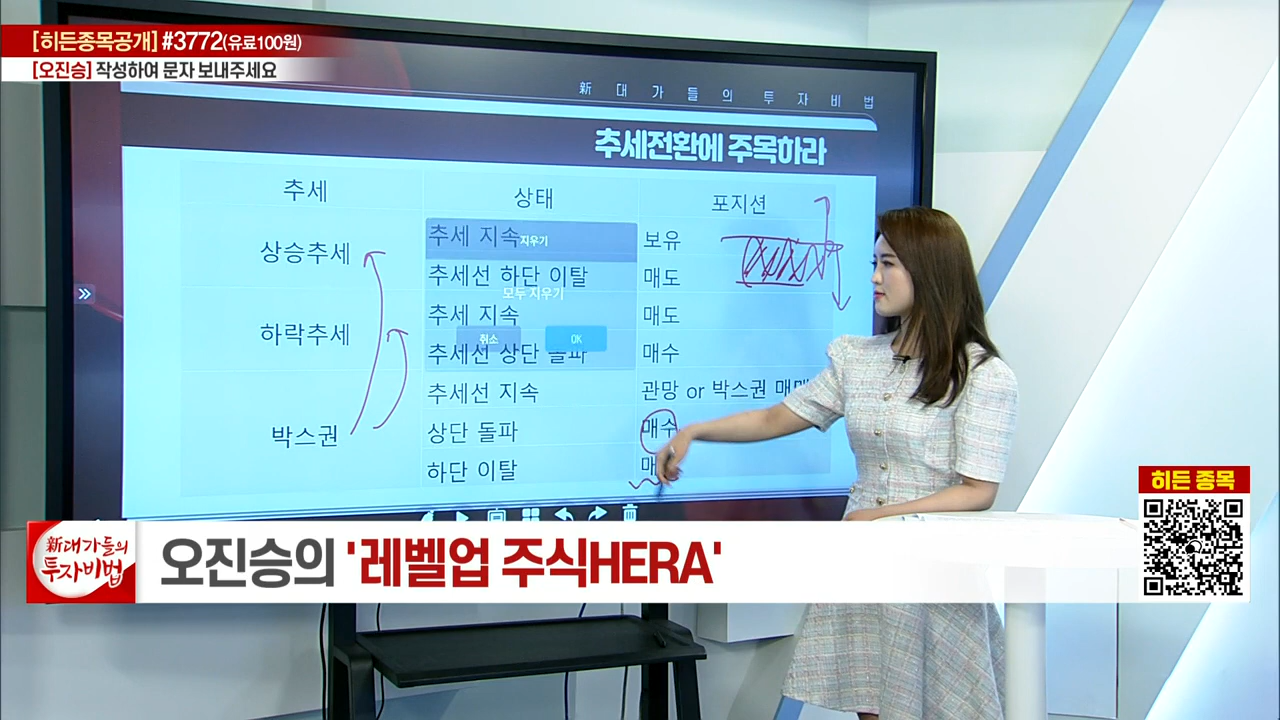 [히든종목공개] #3772(유료100원)
[오진승] 작성하여 문자 보내주세요
新 대 가 들 의 투 자 비 법
추세전환에 주목하라
추세 상태 포지션
상승추세
추세 지속 보유
추세선 하단 이탈 매도
하락추세
추세 지속 매도
추세선 상단 돌파 매수
박스권
추세선 지속 관망 or 박스권
상단 돌파 매수
하단 이탈
지우기
모두 지우기
취소 OK
히든 종목
新대가들의
투자비법
오진승의 '레벨업 주식HERA'